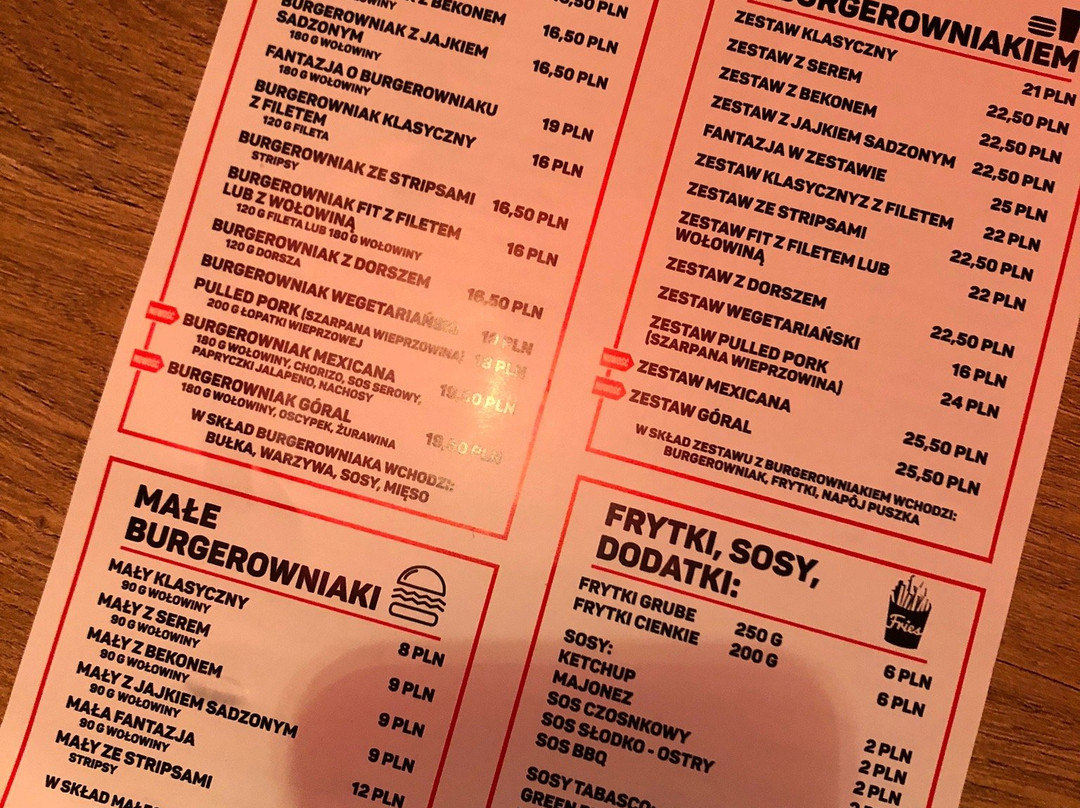 Z BEKONEM
16,50 PLN
BURGEROWNIAK Z JAJKIEM
SADZONYM
180 G WOŁOWINY
16,50 PLN
FANTAZJA O BURGEROWNIAKU
180 G WOŁOWINY
19 PLN
BURGEROWNIAK KLASYCZNY
Z FILETEM
120 G FILETA
16 PLN
BURGEROWNIAK ZE STRIPSAMI
STRIPSY
16,50 PLN
BURGEROWNIAK FIT Z FILETEM
LUB Z WOŁOWINĄ
120 G FILETA LUB 180 G WOŁOWINY
16 PLN
BURGEROWNIAK Z DORSZEM
120 G DORSZA
16,50 PLN
BURGEROWNIAK WEGETARIAŃSKI
PLN
PULLED PORK (SZARPANA WIEPRZOWINA)
200 G ŁOPATKI WIEPRZOWEJ
PLN
BURGEROWNIAK MEXICANA
180 G WOŁOWINY, CHORIZO, SOS SEROWY,
PAPRYCZKI JALAPENO, NACHOSY
19,50 PLN
BURGEROWNIAK GÓRAL
180 G WOŁOWINY, OSCYPEK, ŻURAWINA
19,50 PLN
W SKŁAD BURGEROWNIAKA WCHODZI:
BUŁKA, WARZYWA, SOSY, MIĘSO
BURGEROWNIAKIEM
ZESTAW KLASYCZNY
21 PLN
ZESTAW Z SEREM
22,50 PLN
ZESTAW Z BEKONEM
22,50 PLN
ZESTAW Z JAJKIEM SADZONYM
22,50 PLN
FANTAZJA W ZESTAWIE
25 PLN
ZESTAW KLASYCZNYZ Z FILETEM
22 PLN
ZESTAW ZE STRIPSAMI
22,50 PLN
ZESTAW FIT Z FILETEM LUB
WOŁOWINĄ
22 PLN
ZESTAW Z DORSZEM
22,50 PLN
ZESTAW WEGETARIAŃSKI
16 PLN
ZESTAW PULLED PORK
(SZARPANA WIEPRZOWINA)
24 PLN
ZESTAW MEXICANA
25,50 PLN
ZESTAW GÓRAL
25,50 PLN
W SKŁAD ZESTAWU Z BURGEROWNIAKIEM WCHODZI:
BURGEROWNIAK, FRYTKI, NAPÓJ PUSZKA
MAŁE
BURGEROWNIAKI
MAŁY KLASYCZNY
90 G WOŁOWINY
8 PLN
MAŁY Z SEREM
90 G WOŁOWINY
9 PLN
MAŁY Z BEKONEM
90 G WOŁOWINY
9 PLN
MAŁY Z JAJKIEM SADZONYM
90 G WOŁOWINY
9 PLN
MAŁA FANTAZJA
90 G WOŁOWINY
12 PLN
MAŁY ZE STRIPSAMI
STRIPSY
W SKŁAD
FRYTKI, SOSY,
DODATKI:
Fries
FRYTKI GRUBE 250 G 6 PLN
FRYTKI CIENKIE 200 G 6 PLN
SOSY:
KETCHUP 2 PLN
MAJONEZ 2 PLN
SOS CZOSNKOWY 2 PLN
SOS SŁODKO - OSTRY
SOS BBQ
SOSY TABASCO:
GREEN